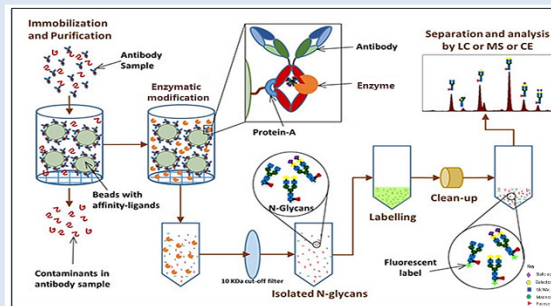 Immobilization
and Purification
Antibody
Sample
Beads with
affinity-ligands
Contaminants in
antibody sample
Enzymatic
modification
Antibody
Enzyme
Protein-A
10 KDa cut-off filter
N-Glycans
Isolated N-glycans
Labelling
Clean-up
Separation and analysis
by LC or MS or CE
Fluorescent
label
Key